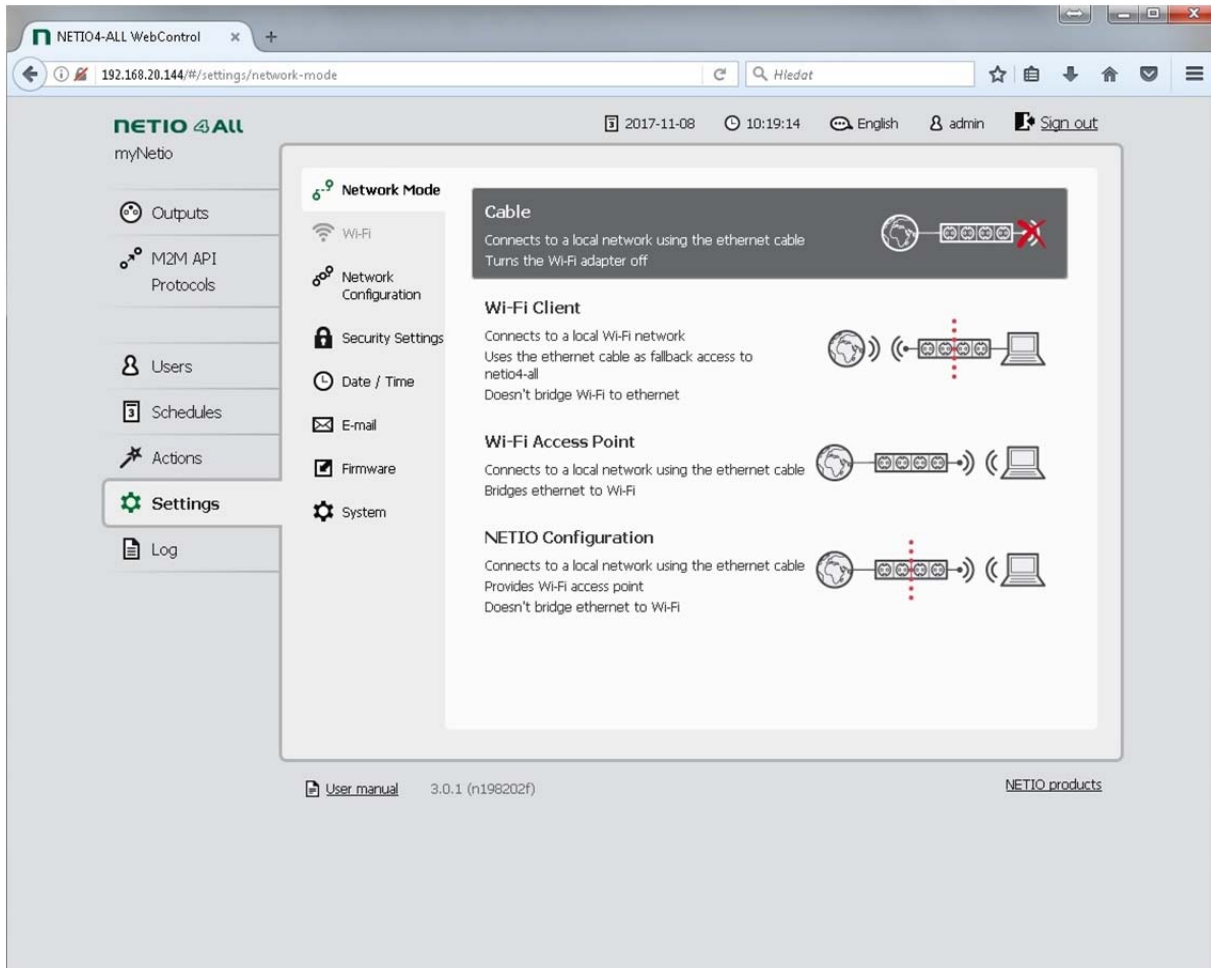 NETIO4-ALL WebControl
192.168.20.144/#/settings/network-mode
Hledat
NETIO 4All
myNetio
2017-11-08
10:19:14
English
admin
Sign out
Outputs
M2M API
Protocols
Users
Schedules
Actions
Settings
Log
Network Mode
Wi-Fi
Network
Configuration
Security Settings
Date / Time
E-mail
Firmware
System
Cable
Connects to a local network using the ethernet cable
Turns the Wi-Fi adapter off
Wi-Fi Client
Connects to a local Wi-Fi network
Uses the ethernet cable as fallback access to
netio4-all
Doesn't bridge Wi-Fi to ethernet
Wi-Fi Access Point
Connects to a local network using the ethernet cable
Bridges ethernet to Wi-Fi
NETIO Configuration
Connects to a local network using the ethernet cable
Provides Wi-Fi access point
Doesn't bridge ethernet to Wi-Fi
User manual
3.0.1 (n198202f)
NETIO products